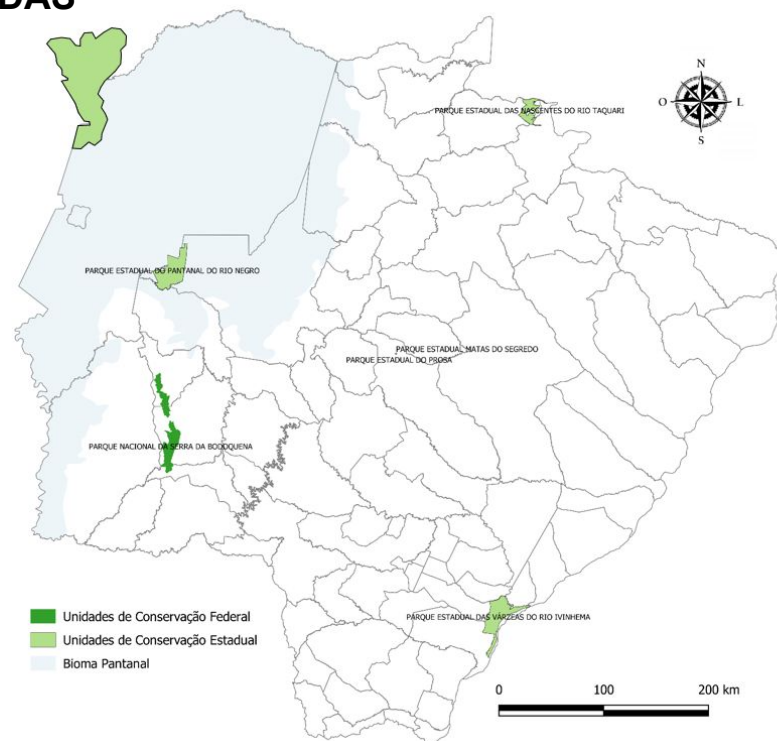 DAS
N
O
L
S
PARQUE ESTADUAL DAS NASCENTES DO RIO TAQUARI
PARQUE ESTADUAL DO PANTANAL DO RIO NEGRO
PARQUE ESTADUAL MATAS DO SEGREDO
PARQUE ESTADUAL DO PROSA
PARQUE NACIONAL DA SERRA DA BODOQUENA
PARQUE ESTADUAL DAS VÁRZEAS DO RIO IVINHEMA
Unidades de Conservação Federal
Unidades de Conservação Estadual
Bioma Pantanal
0 100 200 km